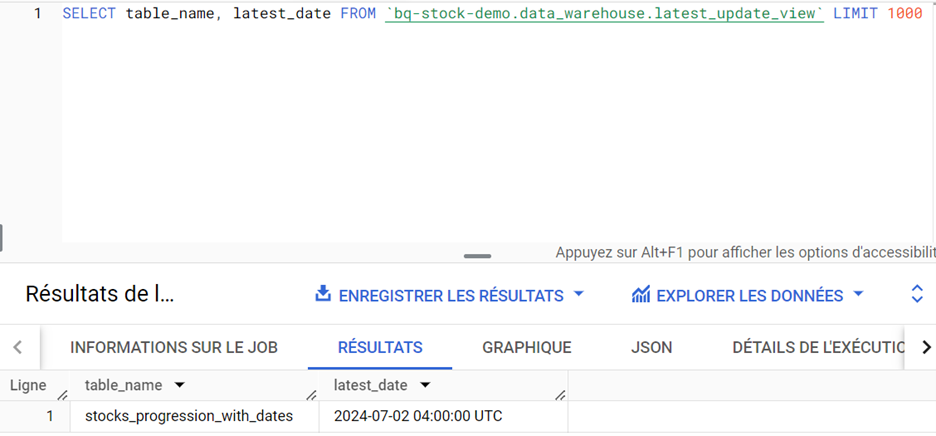 1 SELECT table_name, latest_date FROM `bq-stock-demo.data_warehouse.latest_update_view` LIMIT 1000
Appuyez sur Alt+F1 pour afficher les options d'accessibilit
Résultats de l... ENREGISTRER LES RÉSULTATS EXPLORER LES DONNÉES
INFORMATIONS SUR LE JOB RÉSULTATS GRAPHIQUE JSON DÉTAILS DE L'EXÉCUTIO
Ligne table_name latest_date
1 stocks_progression_with_dates 2024-07-02 04:00:00 UTC